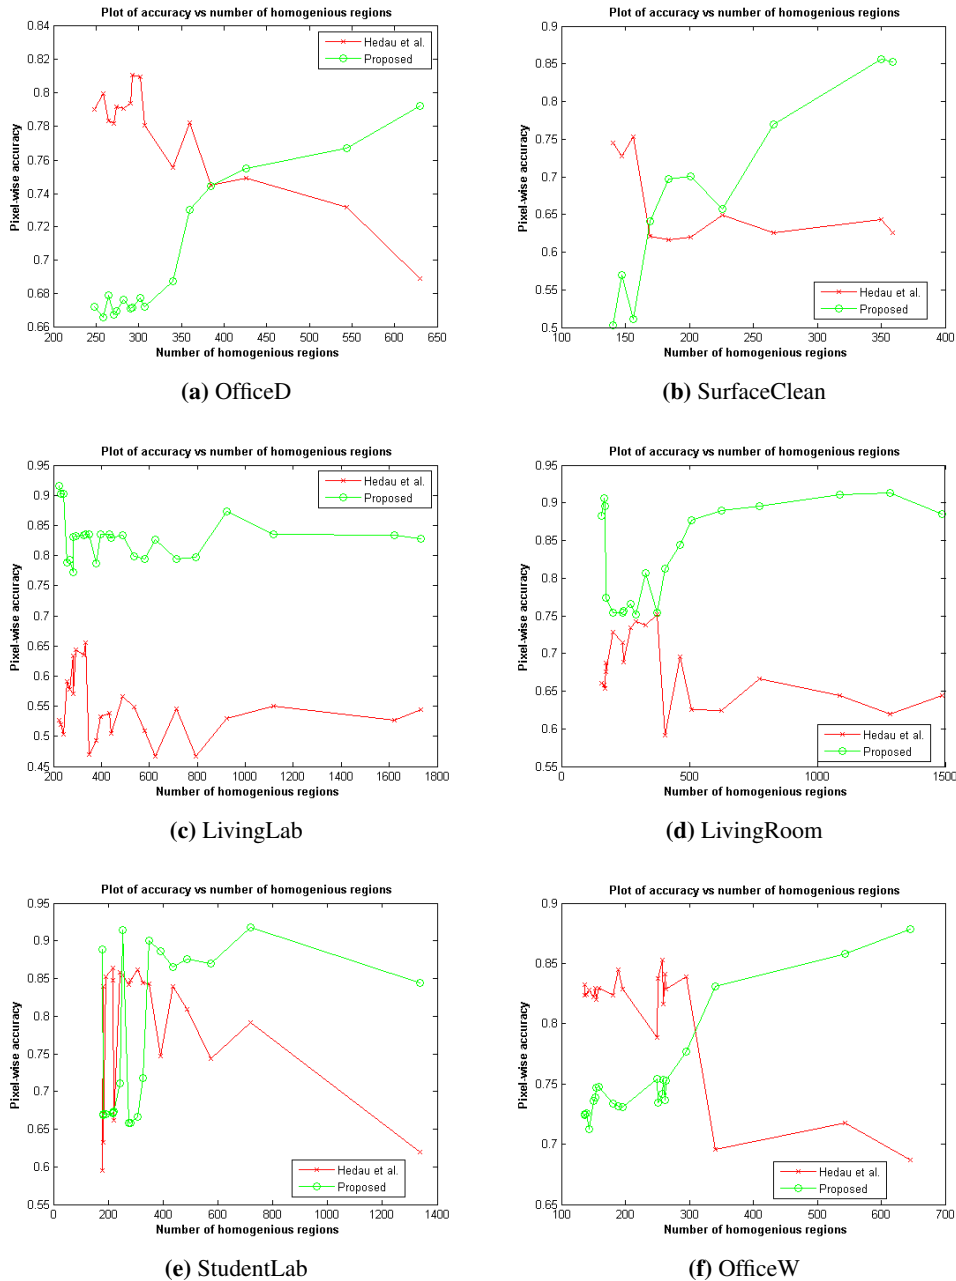 Plot of accuracy vs number of homogenious regions
0.84
0.82
0.8
0.78
0.76
0.74
0.72
0.7
0.68
0.66
Pixel-wise accuracy
Hedau et al.
Proposed
200 250 300 350 400 450 500 550 600 650
Number of homogenious regions
(a) OfficeD
Plot of accuracy vs number of homogenious regions
0.9
0.85
0.8
0.75
0.7
0.65
0.6
0.55
0.5
Pixel-wise accuracy
Hedau et al.
Proposed
100 150 200 250 300 350 400
Number of homogenious regions
(b) SurfaceClean
Plot of accuracy vs number of homogenious regions
0.95
0.9
0.85
0.8
0.75
0.7
0.65
0.6
0.55
0.5
0.45
Pixel-wise accuracy
Hedau et al.
Proposed
200 400 600 800 1000 1200 1400 1600 1800
Number of homogenious regions
(c) LivingLab
Plot of accuracy vs number of homogenious regions
0.95
0.9
0.85
0.8
0.75
0.7
0.65
0.6
0.55
Pixel-wise accuracy
Hedau et al.
Proposed
0 500 1000 1500
Number of homogenious regions
(d) LivingRoom
Plot of accuracy vs number of homogenious regions
0.95
0.9
0.85
0.8
0.75
0.7
0.65
0.6
0.55
Pixel-wise accuracy
Hedau et al.
Proposed
0 200 400 600 800 1000 1200 1400
Number of homogenious regions
(e) StudentLab
Plot of accuracy vs number of homogenious regions
0.9
0.85
0.8
0.75
0.7
0.65
Pixel-wise accuracy
Hedau et al.
Proposed
100 200 300 400 500 600 700
Number of homogenious regions
(f) OfficeW